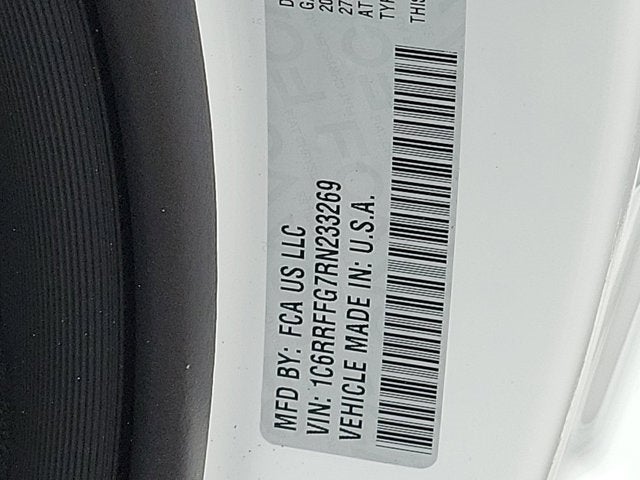 MFD BY: FCA US LLC
VIN: 1C6RRFFG7RN233269
VEHICLE MADE IN: U.S.A.